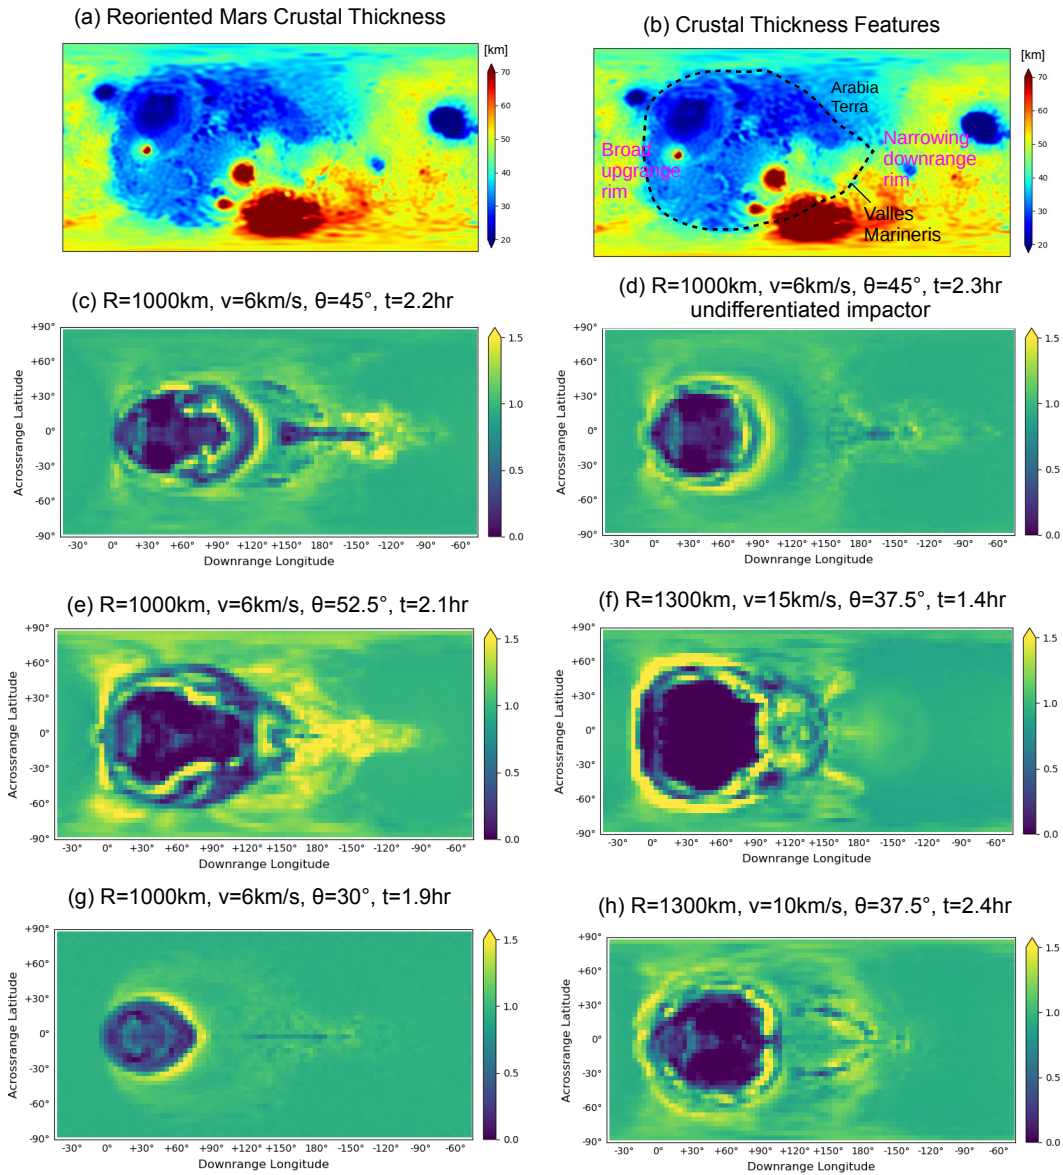 (a) Reoriented Mars Crustal Thickness
[km]
70
60
50
40
30
20
(b) Crustal Thickness Features
[km]
70
60
50
40
30
20
Arabia
Terra
Broad
upgrange
rim
Narrowing
downrange
rim
Valles
Marineris
(c) R=1000km, v=6km/s, θ=45°, t=2.2hr
+90°
+60°
+30°
0°
-30°
-60°
-90°
Acrossrange Latitude
-30° 0° +30° +60° +90° +120° +150° 180° -150° -120° -90° -60°
Downrange Longitude
1.5
1.0
0.5
0.0
(d) R=1000km, v=6km/s, θ=45°, t=2.3hr
undifferentiated impactor
+90°
+60°
+30°
0°
-30°
-60°
-90°
Acrossrange Latitude
-30° 0° +30° +60° +90° +120° +150° 180° -150° -120° -90° -60°
Downrange Longitude
1.5
1.0
0.5
0.0
(e) R=1000km, v=6km/s, θ=52.5°, t=2.1hr
+90°
+60°
+30°
0°
-30°
-60°
-90°
Acrossrange Latitude
-30° 0° +30° +60° +90° +120° +150° 180° -150° -120° -90° -60°
Downrange Longitude
1.5
1.0
0.5
0.0
(f) R=1300km, v=15km/s, θ=37.5°, t=1.4hr
+90°
+60°
+30°
0°
-30°
-60°
-90°
Acrossrange Latitude
-30° 0° +30° +60° +90° +120° +150° 180° -150° -120° -90° -60°
Downrange Longitude
1.5
1.0
0.5
0.0
(g) R=1000km, v=6km/s, θ=30°, t=1.9hr
+90°
+60°
+30°
0°
-30°
-60°
-90°
Acrossrange Latitude
-30° 0° +30° +60° +90° +120° +150° 180° -150° -120° -90° -60°
Downrange Longitude
1.5
1.0
0.5
0.0
(h) R=1300km, v=10km/s, θ=37.5°, t=2.4hr
+90°
+60°
+30°
0°
-30°
-60°
-90°
Acrossrange Latitude
-30° 0° +30° +60° +90° +120° +150° 180° -150° -120° -90° -60°
Downrange Longitude
1.5
1.0
0.5
0.0